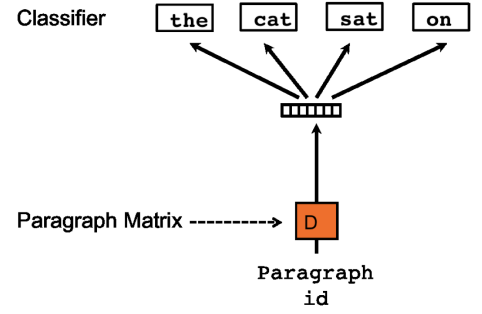 Classifier the cat sat on
Paragraph Matrix D
Paragraph
id